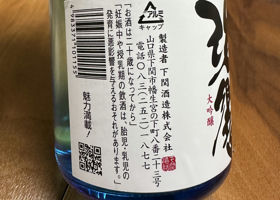 アルミ
キャップ
大吟醸
製造者 下関酒造株式会社
山口県下関市幡生宮の下町八番二十三号
電話〇八三(二五二)一八七七
「お酒は二十歳になってから」
「妊娠中や授乳期の飲酒は、胎児・乳児の
発育に悪影響を与えるおそれがあります。」
魅力満載!